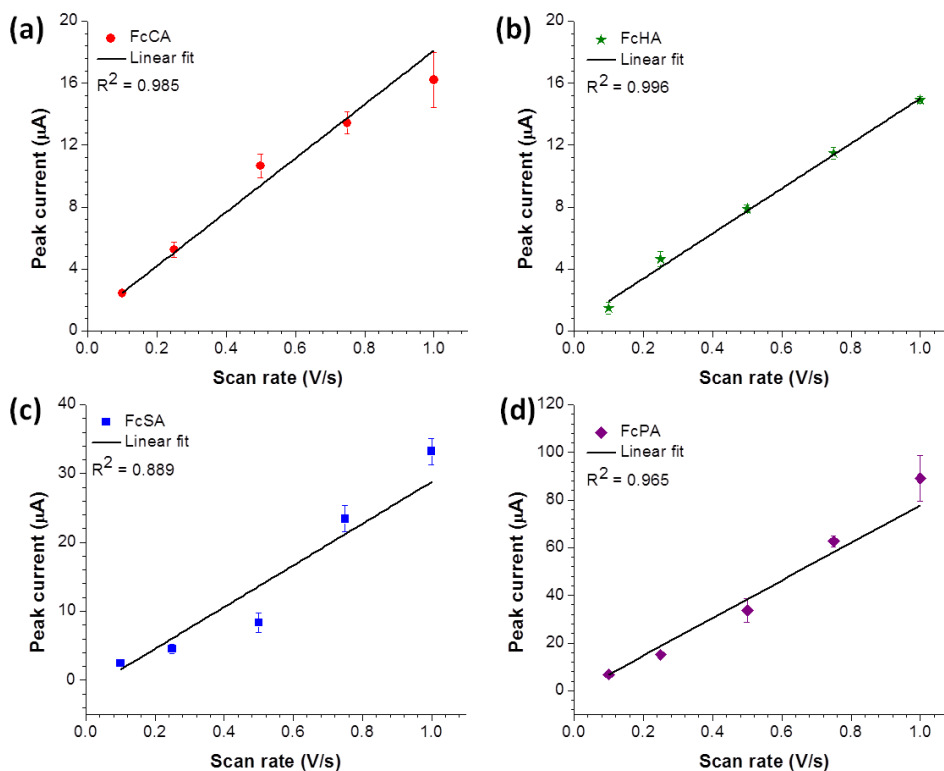 (a)
FcCA
Linear fit
R² = 0.985
Peak current (μA)
20
16
12
8
4
0
0.0 0.2 0.4 0.6 0.8 1.0
Scan rate (V/s)
(b)
FcHA
Linear fit
R² = 0.996
Peak current (μA)
20
16
12
8
4
0
0.0 0.2 0.4 0.6 0.8 1.0
Scan rate (V/s)
(c)
FcSA
Linear fit
R² = 0.889
Peak current (μA)
40
30
20
10
0
0.0 0.2 0.4 0.6 0.8 1.0
Scan rate (V/s)
(d)
FcPA
Linear fit
R² = 0.965
Peak current (μA)
120
100
80
60
40
20
0
0.0 0.2 0.4 0.6 0.8 1.0
Scan rate (V/s)